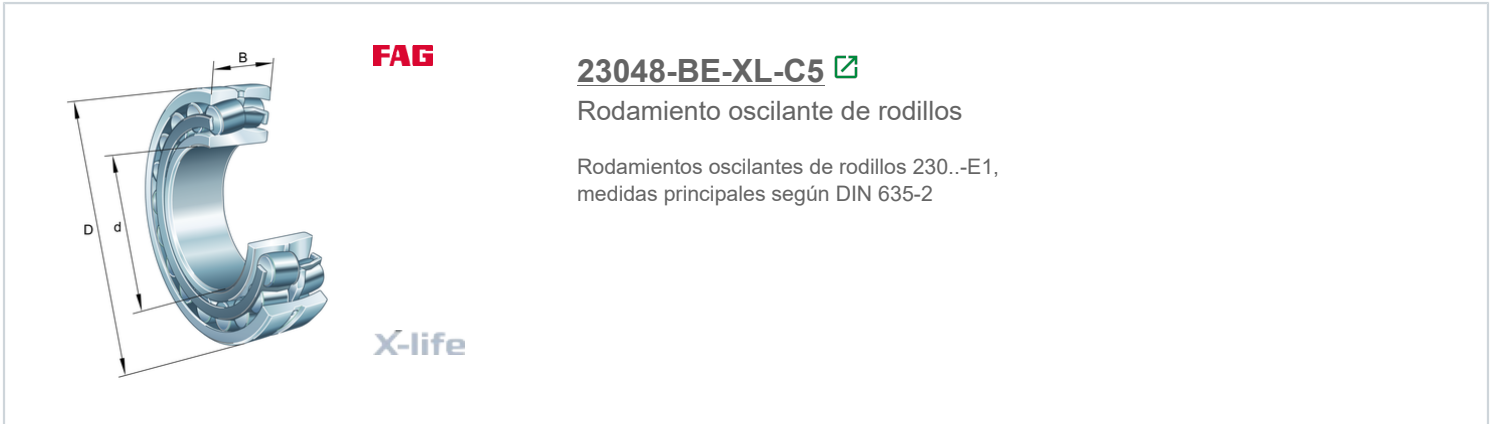 FAG
B
D
d
X-life
23048-BE-XL-C5
Rodamiento oscilante de rodillos
Rodamientos oscilantes de rodillos 230..-E1,
medidas principales según DIN 635-2